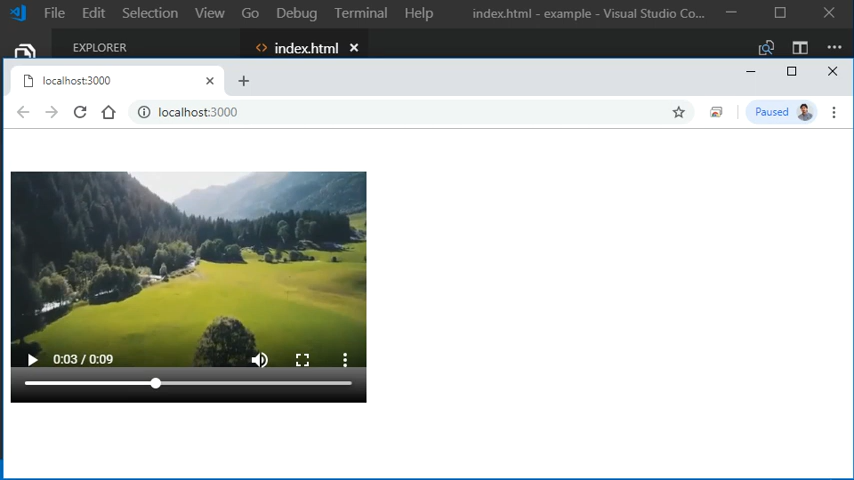 File Edit Selection View Go Debug Terminal Help index.html - example - Visual Studio Co...
EXPLORER <> index.html
localhost:3000
localhost:3000 Paused
0:03 / 0:09